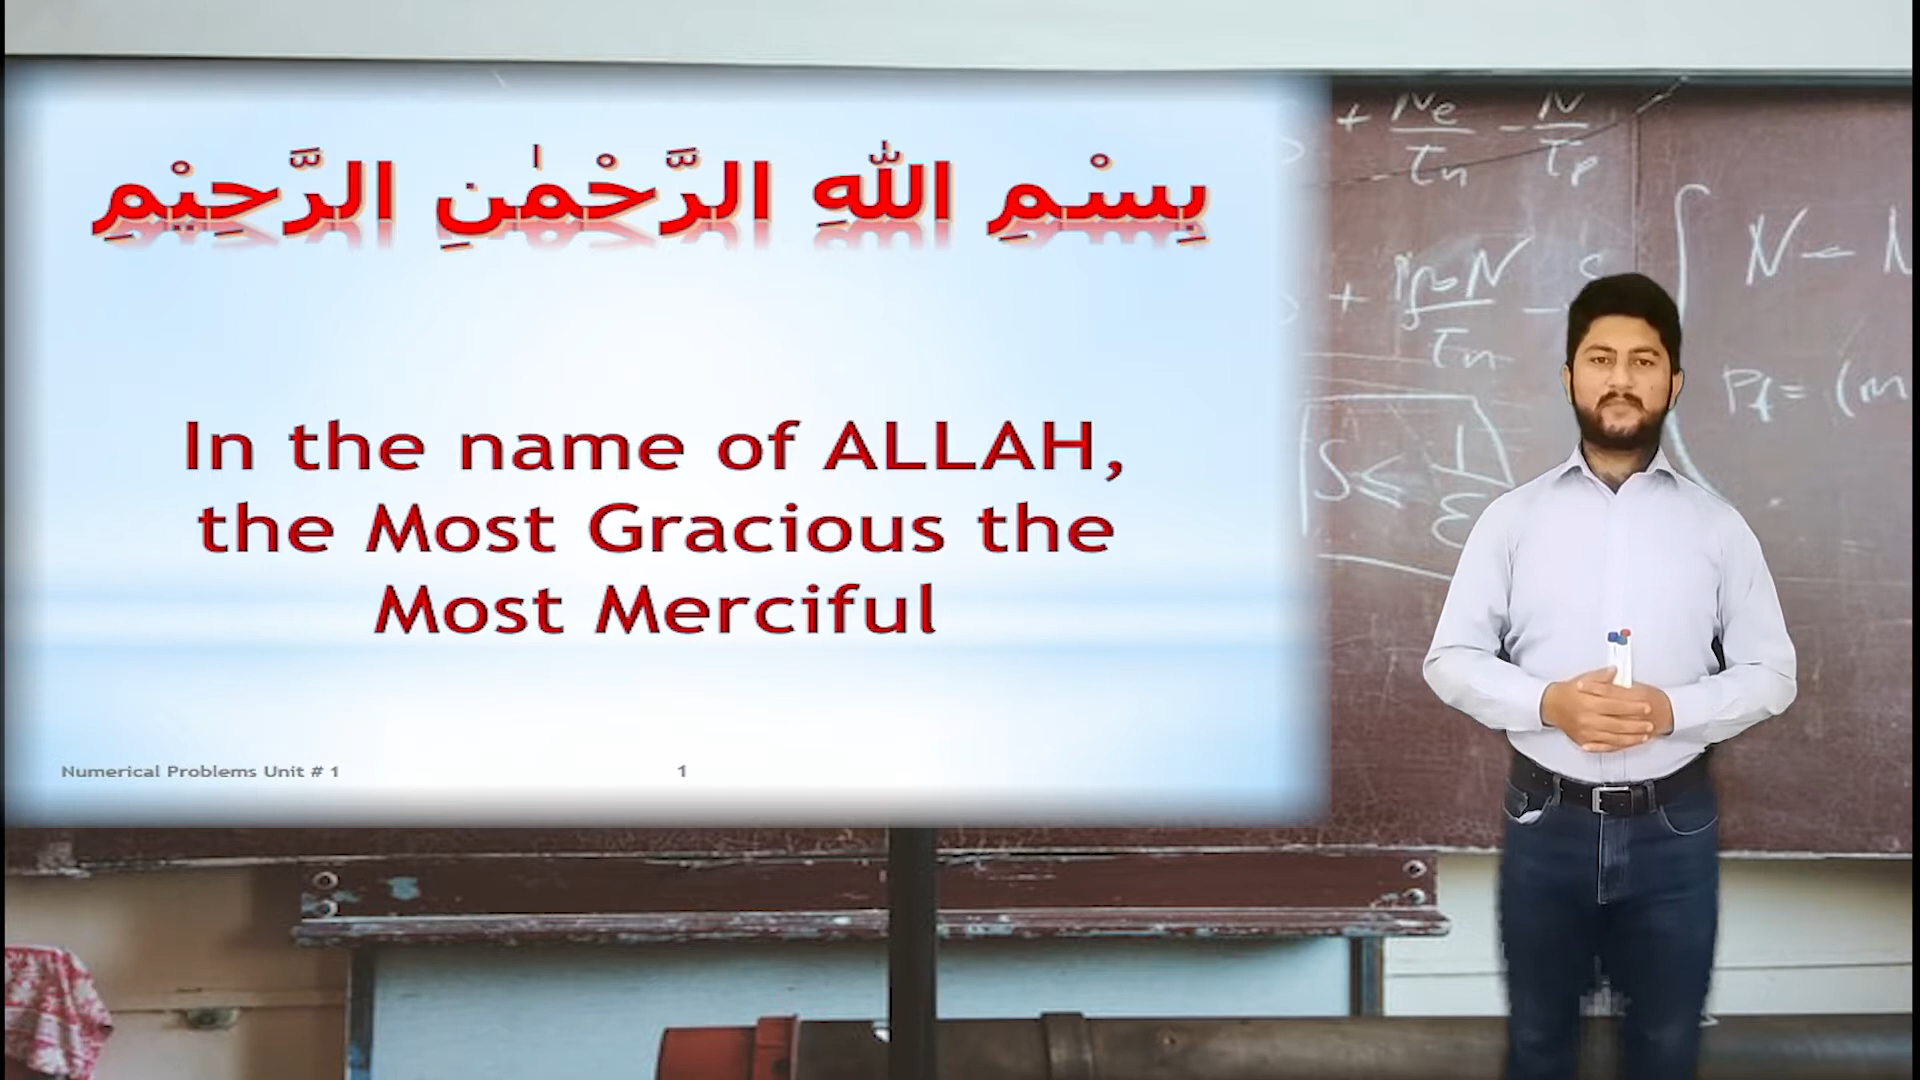 بِسْمِ اللّٰهِ الرَّحْمٰنِ الرَّحِيْمِ
In the name of ALLAH,
the Most Gracious the
Most Merciful
Numerical Problems Unit # 1
1